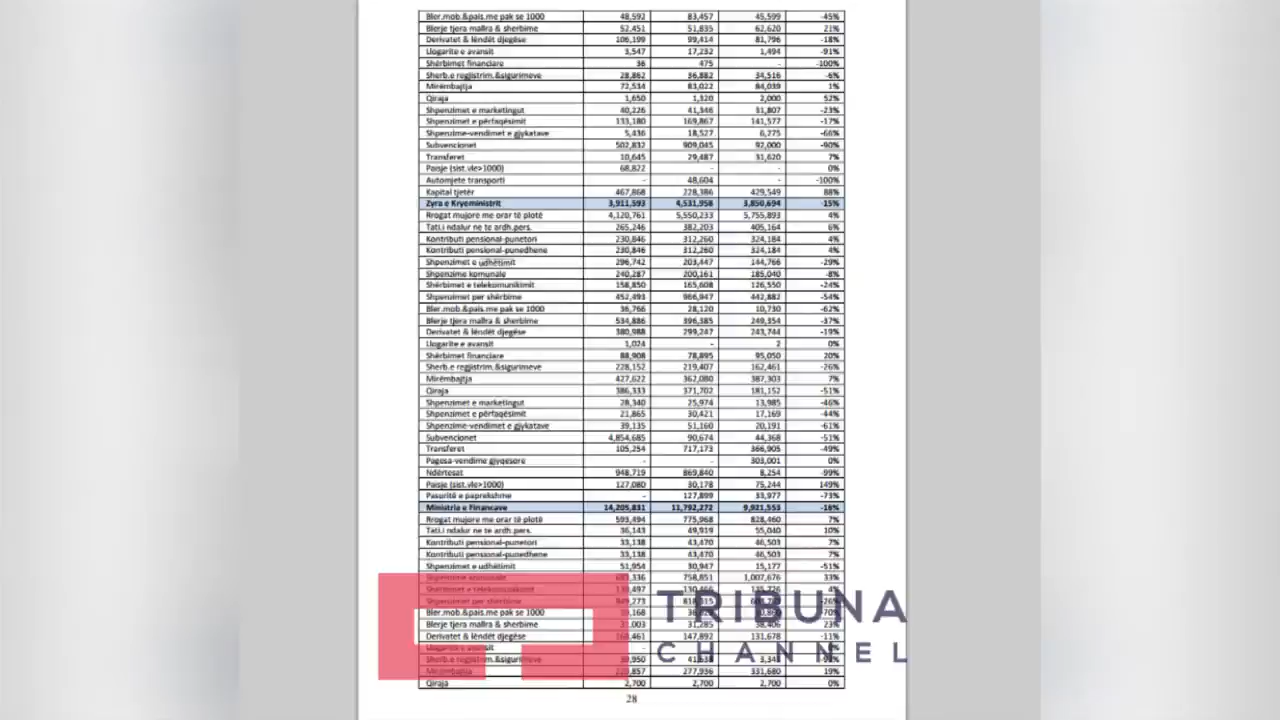 Bler.mob.&pais.me pak se 1000 48,592 83,457 45,599 -45%
Blerje tjera mallra & sherbime 52,451 51,835 62,620 21%
Derivatet & lëndët djegëse 106,199 99,414 81,796 -18%
Llogaritë e avansit 3,547 17,232 1,494 -91%
Shërbimet financiare 36 475 - -100%
Sherb.e regjistrim.&sigurimeve 28,862 36,882 34,516 -6%
Mirëmbajtja 72,534 83,022 84,039 1%
Qiraja 1,650 1,320 2,000 52%
Shpenzimet e marketingut 40,226 41,346 31,807 -23%
Shpenzimet e përfaqësimit 133,180 169,867 141,577 -17%
Shpenzime-vendimet e gjykatave 5,436 18,527 6,775 -66%
Subvencionet 502,832 909,045 92,000 -90%
Transferet 10,645 29,487 31,620 7%
Paisje (sist.vle>1000) 68,822 - - 0%
Automjete transporti - 48,604 - -100%
Kapital tjetër 467,868 228,386 429,549 88%
Zyra e Kryeministrit 3,911,593 4,531,958 3,850,694 -15%
Rrogat mujore me orar të plotë 4,120,761 5,550,233 5,755,893 4%
Tati.i ndalur ne te ardh.pers. 265,246 382,203 405,164 6%
Kontributi pensional-punetori 230,846 312,260 324,184 4%
Kontributi pensional-punedhene 230,846 312,260 324,184 4%
Shpenzimet e udhëtimit 296,742 203,447 144,766 -29%
Shpenzime komunale 240,287 200,161 185,040 -8%
Shërbimet e telekomunikimit 158,850 165,608 126,550 -24%
Shpenzimet per shërbime 452,493 966,947 442,882 -54%
Bler.mob.&pais.me pak se 1000 36,766 28,120 10,730 -62%
Blerje tjera mallra & sherbime 534,886 396,385 249,354 -37%
Derivatet & lëndët djegëse 380,988 299,247 243,744 -19%
Llogaritë e avansit 1,024 - 2 0%
Shërbimet financiare 88,908 78,895 95,050 20%
Sherb.e regjistrim.&sigurimeve 228,152 219,407 162,461 -26%
Mirëmbajtja 427,622 362,080 387,303 7%
Qiraja 386,333 371,702 181,152 -51%
Shpenzimet e marketingut 28,340 25,974 13,985 -46%
Shpenzimet e përfaqësimit 21,865 30,421 17,169 -44%
Shpenzime-vendimet e gjykatave 39,135 51,160 20,191 -61%
Subvencionet 4,854,685 90,674 44,368 -51%
Transferet 105,254 717,173 366,905 -49%
Pagesa-vendime gjyqesore - - 303,001 0%
Ndërtesat 948,719 869,840 8,254 -99%
Paisje (sist.vle>1000) 127,080 30,178 75,244 149%
Pasuritë e paprekshme - 127,899 33,977 -73%
Ministria e Financave 14,205,831 11,792,272 9,921,553 -16%
Rrogat mujore me orar të plotë 593,494 775,968 828,460 7%
Tati.i ndalur ne te ardh.pers. 36,143 49,919 55,040 10%
Kontributi pensional-punetori 33,138 43,470 46,503 7%
Kontributi pensional-punedhene 33,138 43,470 46,503 7%
Shpenzimet e udhëtimit 51,954 30,947 15,177 -51%
Shpenzime komunale 758,851 1,007,676 33%
Shërbimet e telekomunikimit 4%
Shpenzimet per shërbime
Bler.mob.&pais.me pak se 1000
Blerje tjera mallra & sherbime 31,285 38,406 23%
Derivatet & lëndët djegëse 147,892 131,678 -11%
Llogaritë e avansit -
Sherb.e regjistrim.&sigurimeve
Mirëmbajtja 277,936 331,680 19%
Qiraja 2,700 2,700 2,700 0%
28
TRIBUNA
CHANNEL